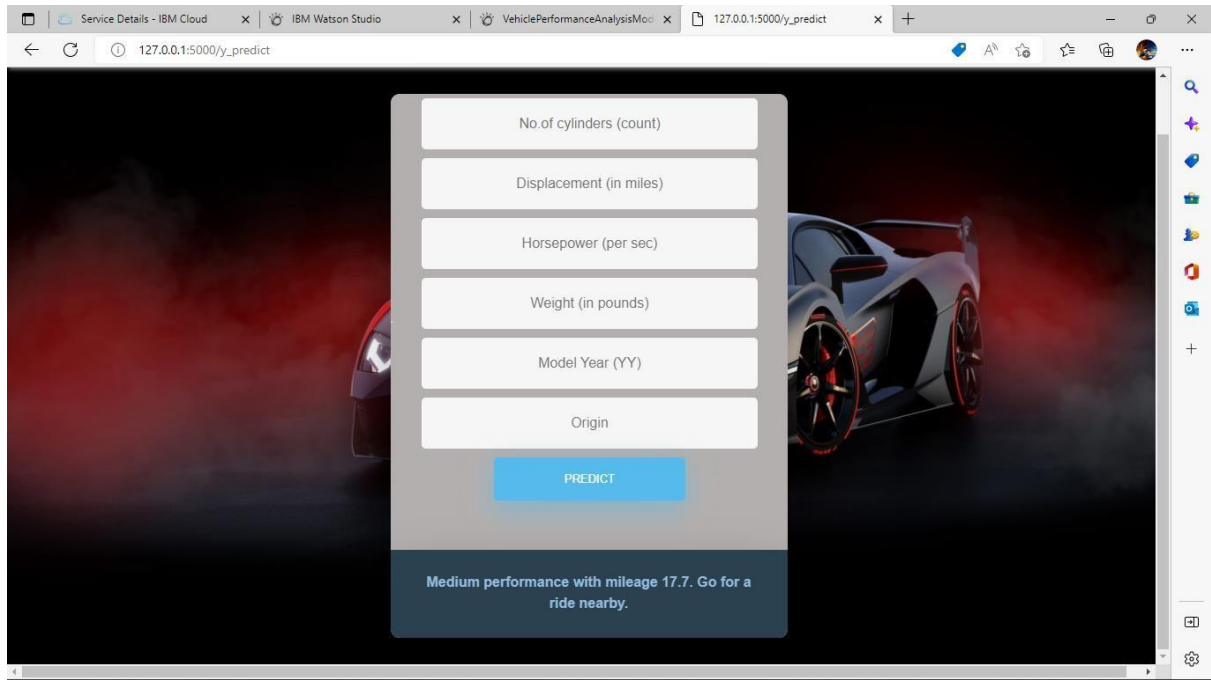 Service Details - IBM Cloud
IBM Watson Studio
VehiclePerformanceAnalysisMod
127.0.0.1:5000/y_predict
127.0.0.1:5000/y_predict
No.of cylinders (count)
Displacement (in miles)
Horsepower (per sec)
Weight (in pounds)
Model Year (YY)
Origin
PREDICT
Medium performance with mileage 17.7. Go for a
ride nearby.